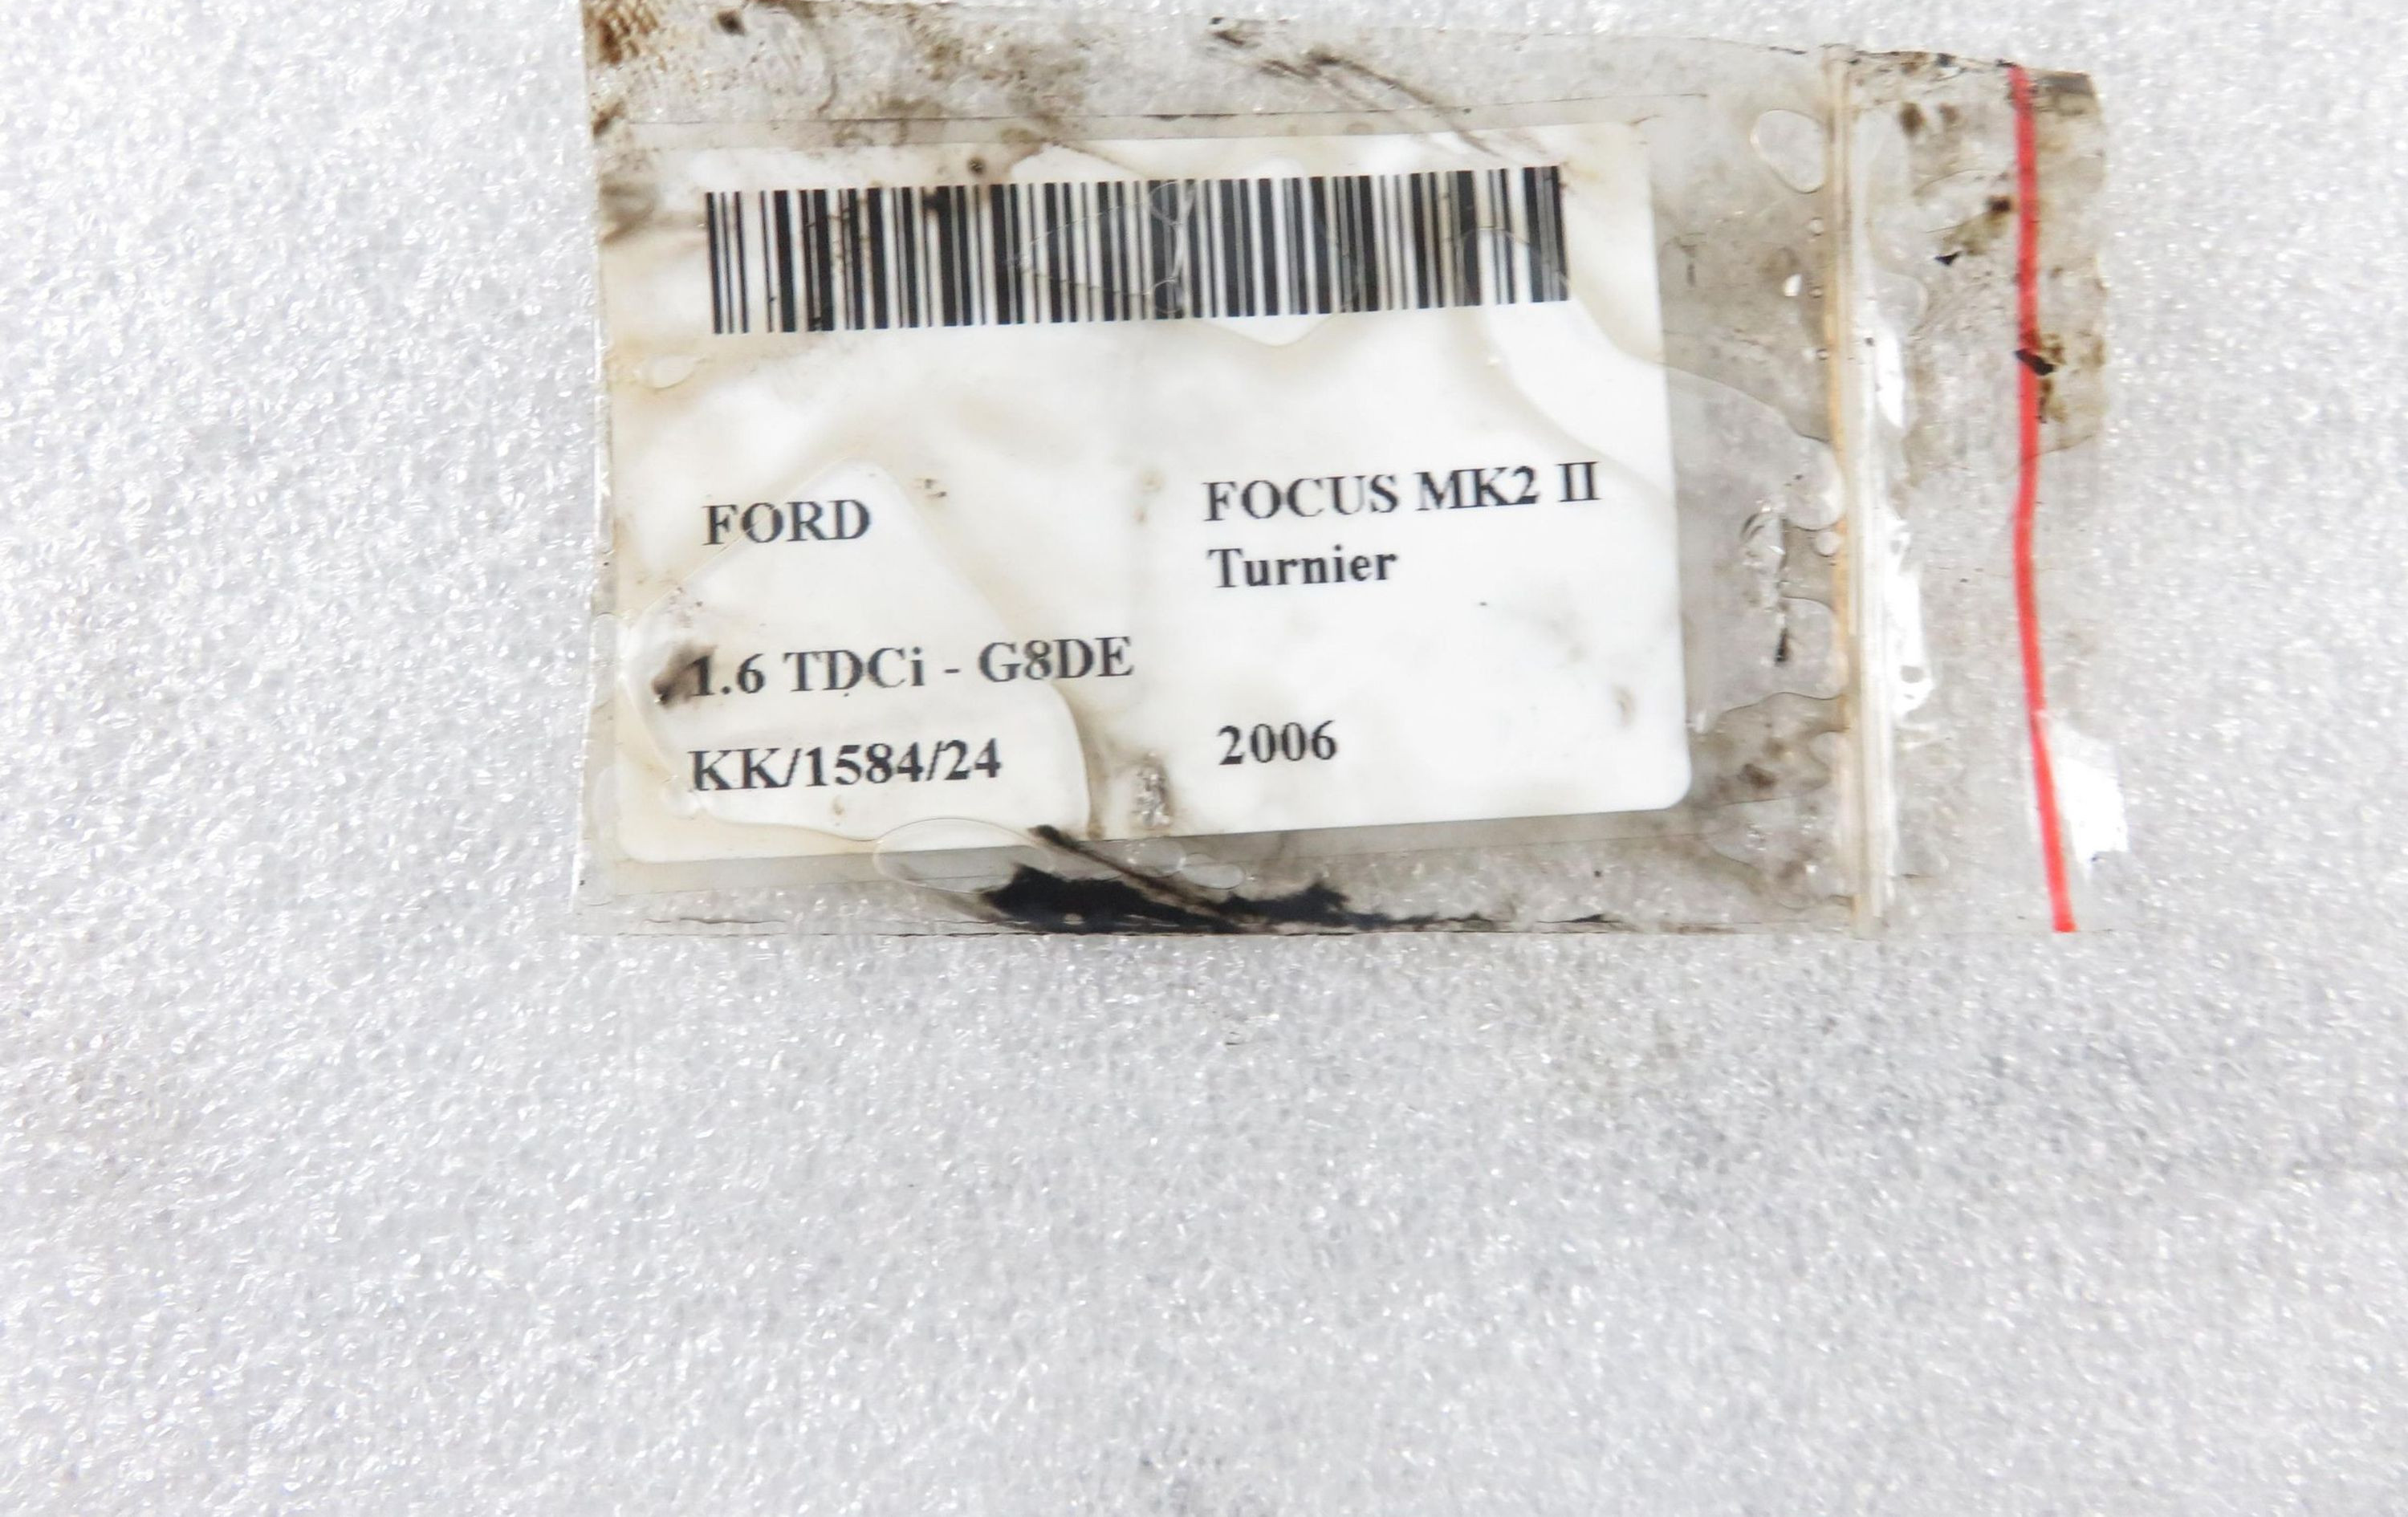 FORD
FOCUS MK2 II
Turnier
1.6 TDCi - G8DE
KK/1584/24
2006